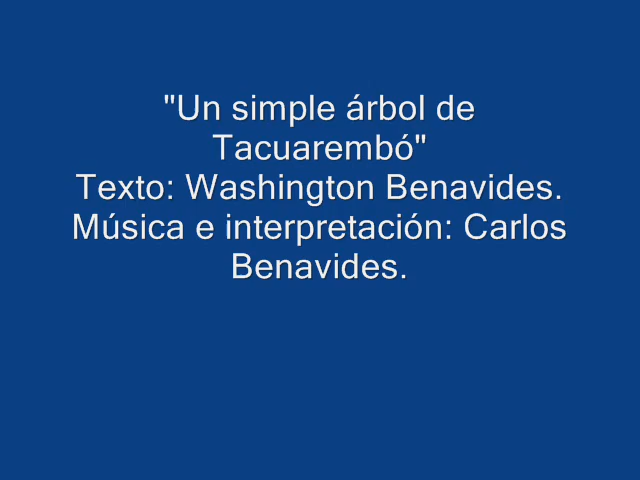 "Un simple árbol de
Tacuarembó"
Texto: Washington Benavides.
Música e interpretación: Carlos
Benavides.